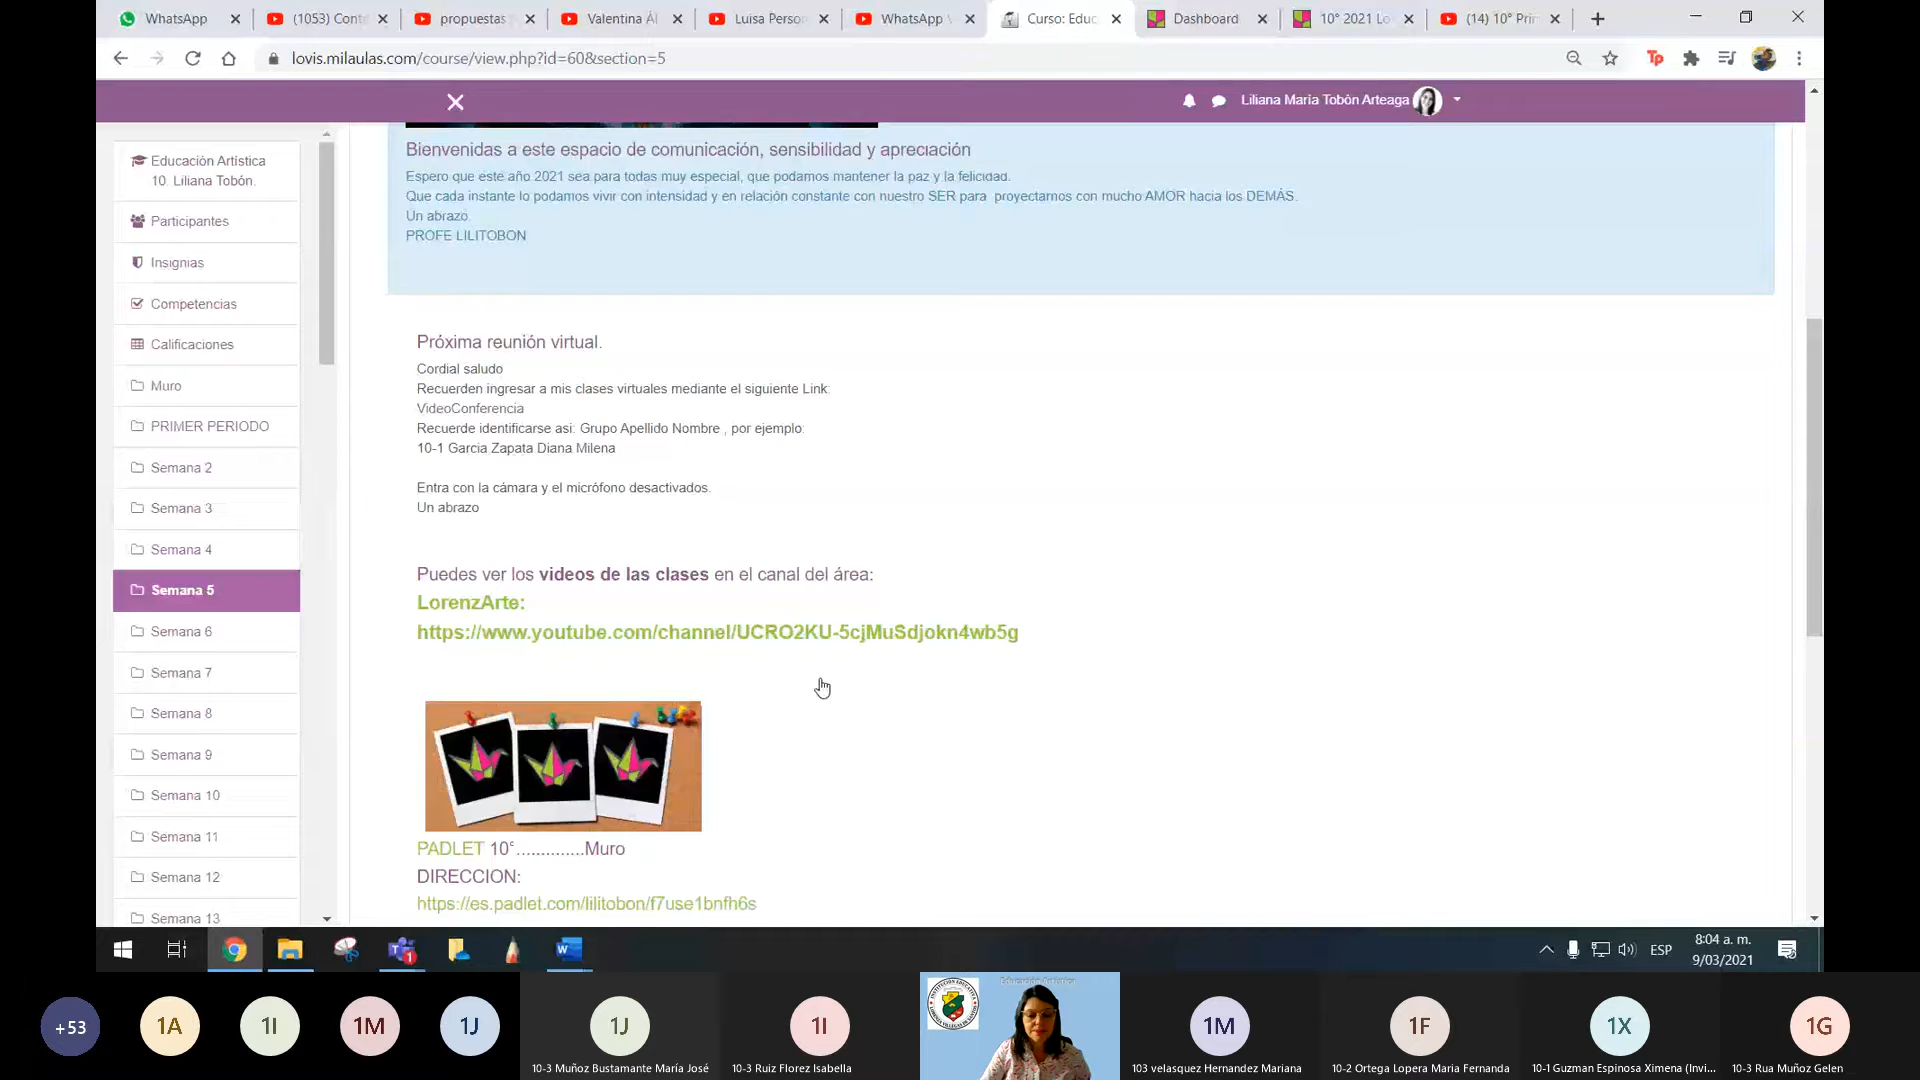 WhatsApp
(1053) Cont
propuestas
Valentina Ál
Luisa Perso
WhatsApp V
Curso: Educ
Dashboard
10° 2021 Lo
(14) 10° Prin
lovis.milaulas.com/course/view.php?id=60&section=5
Tp
Liliana Maria Tobón Arteaga
Educación Artística
10. Liliana Tobón.
Participantes
Insignias
Competencias
Calificaciones
Muro
PRIMER PERIODO
Semana 2
Semana 3
Semana 4
Semana 5
Semana 6
Semana 7
Semana 8
Semana 9
Semana 10
Semana 11
Semana 12
Semana 13
Bienvenidas a este espacio de comunicación, sensibilidad y apreciación
Espero que este año 2021 sea para todas muy especial, que podamos mantener la paz y la felicidad.
Que cada instante lo podamos vivir con intensidad y en relación constante con nuestro SER para proyectarnos con mucho AMOR hacia los DEMÁS.
Un abrazo.
PROFE LILITOBON
Próxima reunión virtual.
Cordial saludo
Recuerden ingresar a mis clases virtuales mediante el siguiente Link:
VideoConferencia
Recuerde identificarse asi: Grupo Apellido Nombre , por ejemplo:
10-1 Garcia Zapata Diana Milena
Entra con la cámara y el micrófono desactivados.
Un abrazo
Puedes ver los videos de las clases en el canal del área:
LorenzArte:
https://www.youtube.com/channel/UCRO2KU-5cjMuSdjokn4wb5g
PADLET 10°..............Muro
DIRECCION:
https://es.padlet.com/lilitobon/f7use1bnfh6s
1
ESP
8:04 a. m.
9/03/2021
+53
1A
1I
1M
1J
1J
10-3 Muñoz Bustamante María José
1I
10-3 Ruiz Florez Isabella
Educación Artística
1M
103 velasquez Hernandez Mariana
1F
10-2 Ortega Lopera Maria Fernanda
1X
10-1 Guzman Espinosa Ximena (Invi...
1G
10-3 Rua Muñoz Gelen